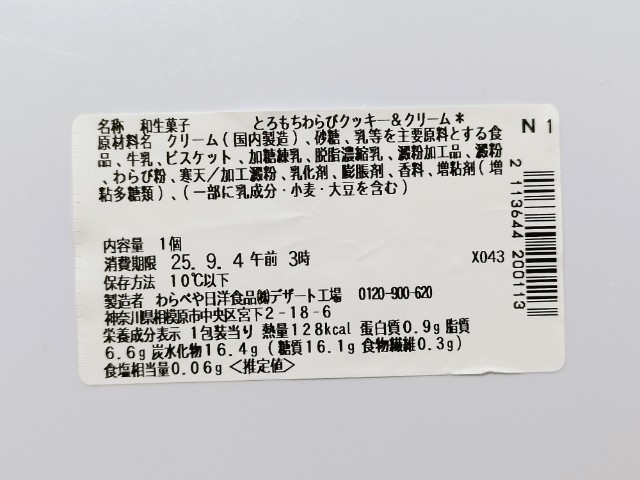 名称 和生菓子 とろもちわらびクッキー＆クリーム＊
原材料名 クリーム(国内製造)、砂糖、乳等を主要原料とする食
品、牛乳、ビスケット、加糖練乳、脱脂濃縮乳、澱粉加工品、澱粉
、わらび粉、寒天／加工澱粉、乳化剤、膨脹剤、香料、増粘剤(増
粘多糖類)、(一部に乳成分・小麦・大豆を含む)
N 1
内容量 1個
消費期限 25. 9. 4 午前 3時
X043
保存方法 10℃以下
製造者 わらべや日洋食品㈱デザート工場 0120-900-620
神奈川県相模原市中央区宮下2-18-6
栄養成分表示 1包装当り 熱量128kcal 蛋白質0.9g 脂質
6.6g 炭水化物16.4g (糖質16.1g 食物繊維0.3g)
食塩相当量0.06g <推定値>
2 113644 200113